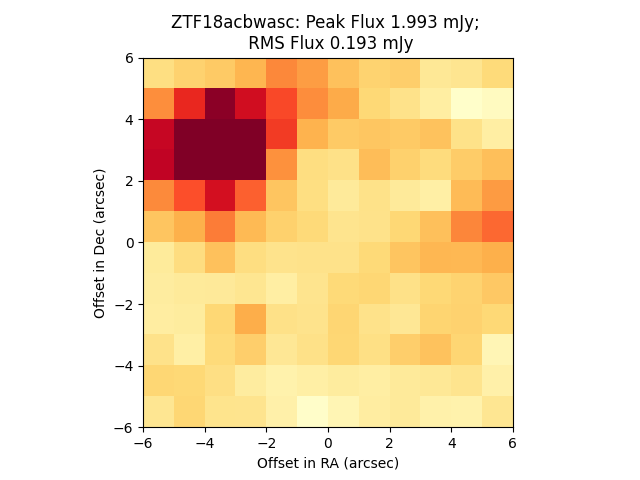 ZTF18acbwasc: Peak Flux 1.993 mJy;
RMS Flux 0.193 mJy
6
4
2
0
−2
−4
−6
Offset in Dec (arcsec)
−6 −4 −2 0 2 4 6
Offset in RA (arcsec)